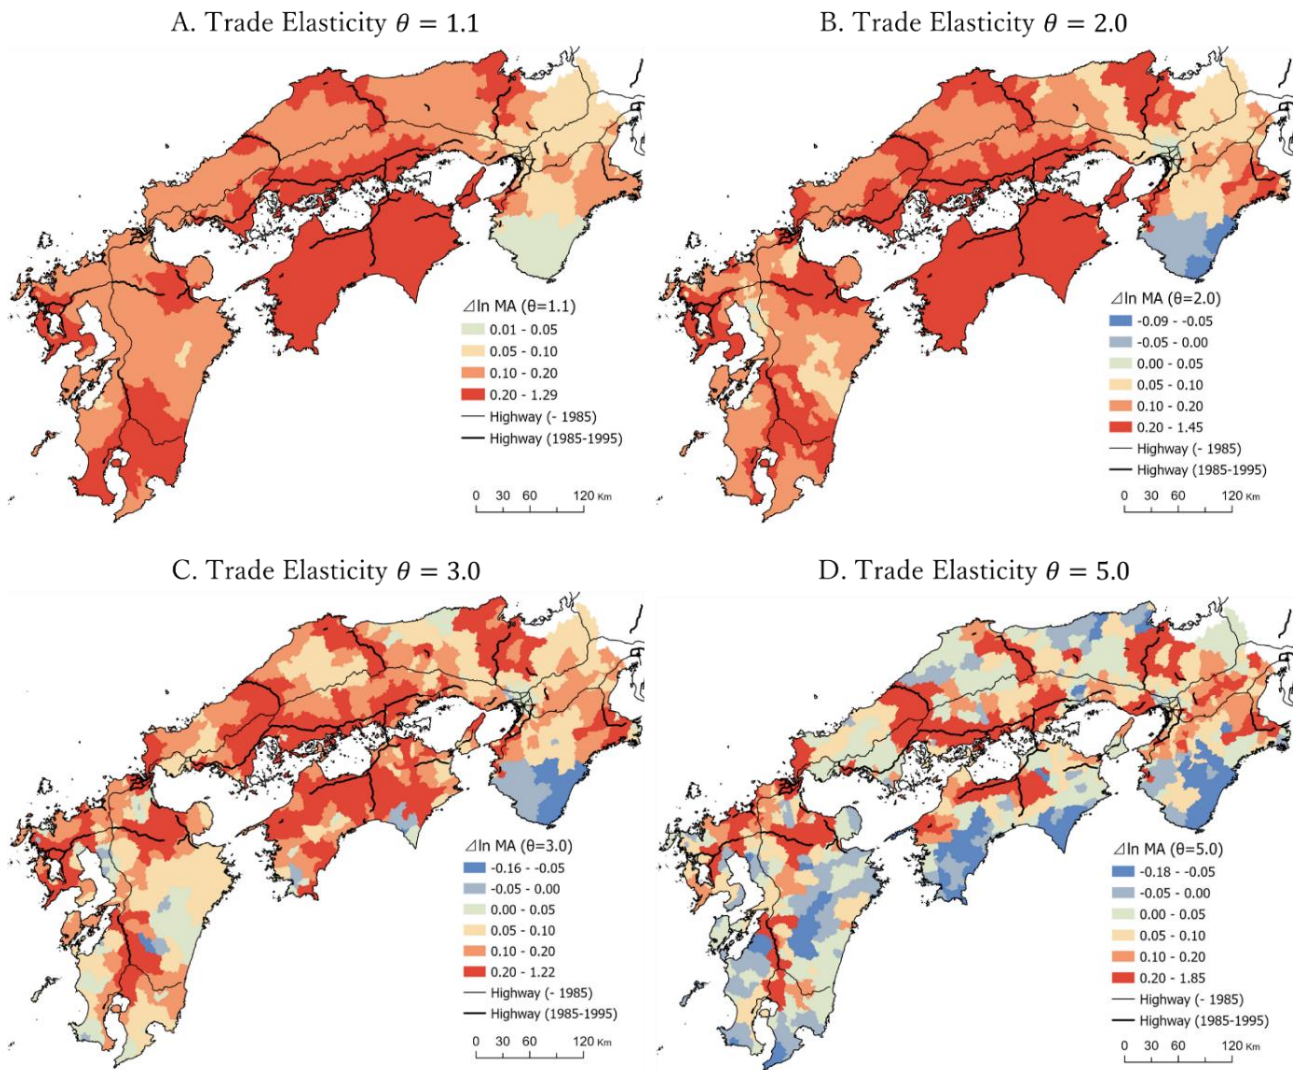 A. Trade Elasticity θ = 1.1
⊿ln MA (θ=1.1)
0.01 - 0.05
0.05 - 0.10
0.10 - 0.20
0.20 - 1.29
Highway (- 1985)
Highway (1985-1995)
0 30 60 120 Km
B. Trade Elasticity θ = 2.0
⊿ln MA (θ=2.0)
-0.09 - -0.05
-0.05 - 0.00
0.00 - 0.05
0.05 - 0.10
0.10 - 0.20
0.20 - 1.45
Highway (- 1985)
Highway (1985-1995)
0 30 60 120 Km
C. Trade Elasticity θ = 3.0
⊿ln MA (θ=3.0)
-0.16 - -0.05
-0.05 - 0.00
0.00 - 0.05
0.05 - 0.10
0.10 - 0.20
0.20 - 1.22
Highway (- 1985)
Highway (1985-1995)
0 30 60 120 Km
D. Trade Elasticity θ = 5.0
⊿ln MA (θ=5.0)
-0.18 - -0.05
-0.05 - 0.00
0.00 - 0.05
0.05 - 0.10
0.10 - 0.20
0.20 - 1.85
Highway (- 1985)
Highway (1985-1995)
0 30 60 120 Km